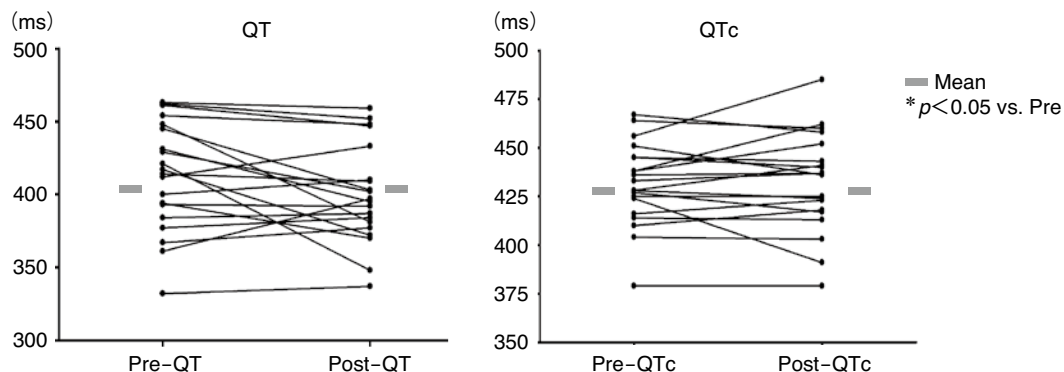 (ms)
QT
500
450
400
350
300
Pre−QT
Post−QT
(ms)
QTc
500
475
450
425
400
375
350
Pre−QTc
Post−QTc
Mean
*p<0.05 vs. Pre